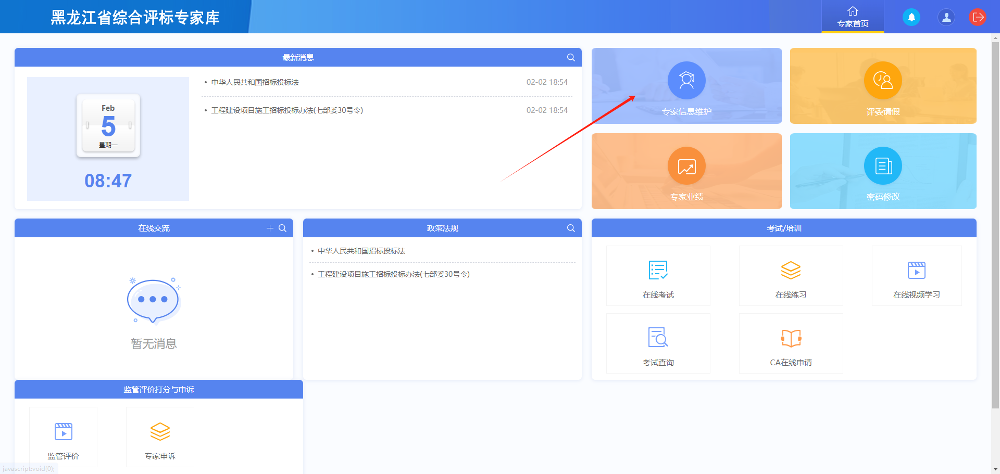 黑龙江省综合评标专家库
专家首页
最新消息
Feb
5
星期一
08:47
中华人民共和国招标投标法 02-02 18:54
工程建设项目施工招标投标办法(七部委30号令) 02-02 18:54
专家信息维护
评委请假
专家业绩
密码修改
在线交流
暂无消息
政策法规
中华人民共和国招标投标法
工程建设项目施工招标投标办法(七部委30号令)
考试/培训
在线考试
在线练习
在线视频学习
考试查询
CA在线申请
监管评价打分与申诉
监管评价
专家申诉
javascript:void(0);